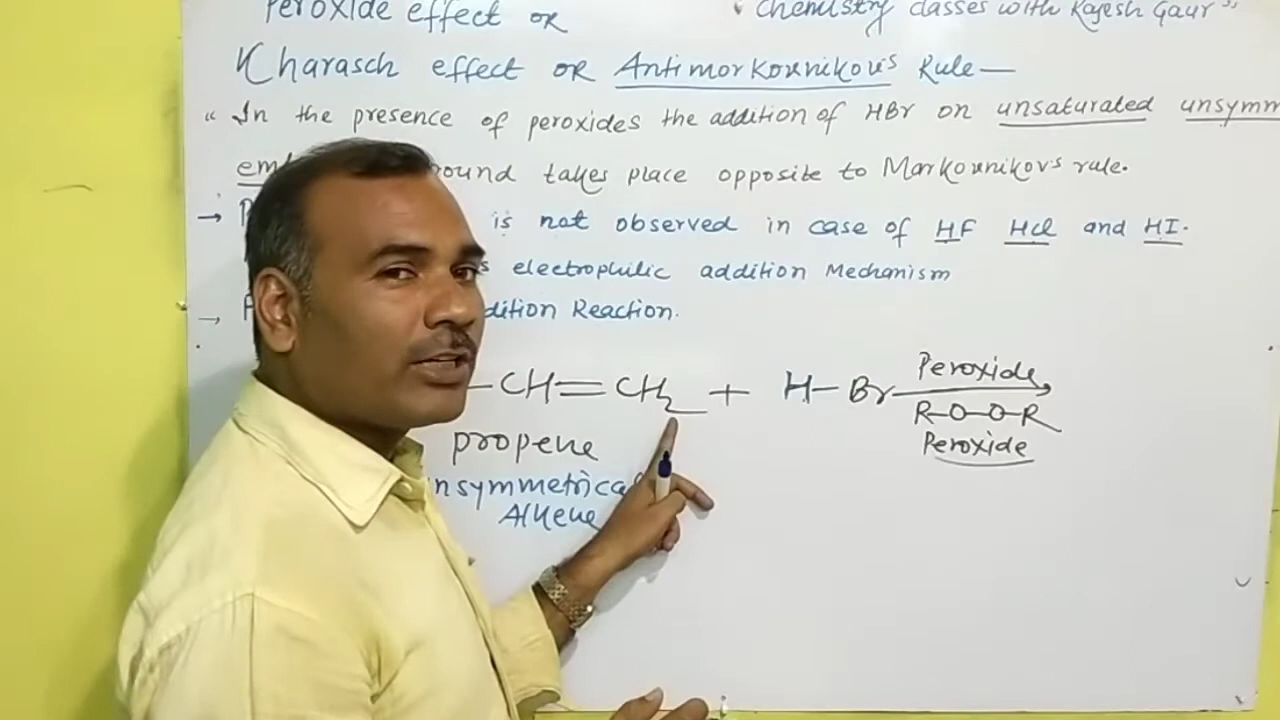 Peroxide effect OR
" Chemistry classes with Rajesh Gaur "
Kharasch effect OR Antimorkovnikov's Rule—
" In the presence of peroxides the addition of HBr on unsaturated unsymm
ound takes place opposite to Markovnikov's rule.
→ is not observed in case of HF HCl and HI.
electrophilic addition Mechanism
→ dition Reaction.
—CH=CH2 + H—Br Peroxide
R—O—O—R
Peroxide
propene
nsymmetrical
Alkene